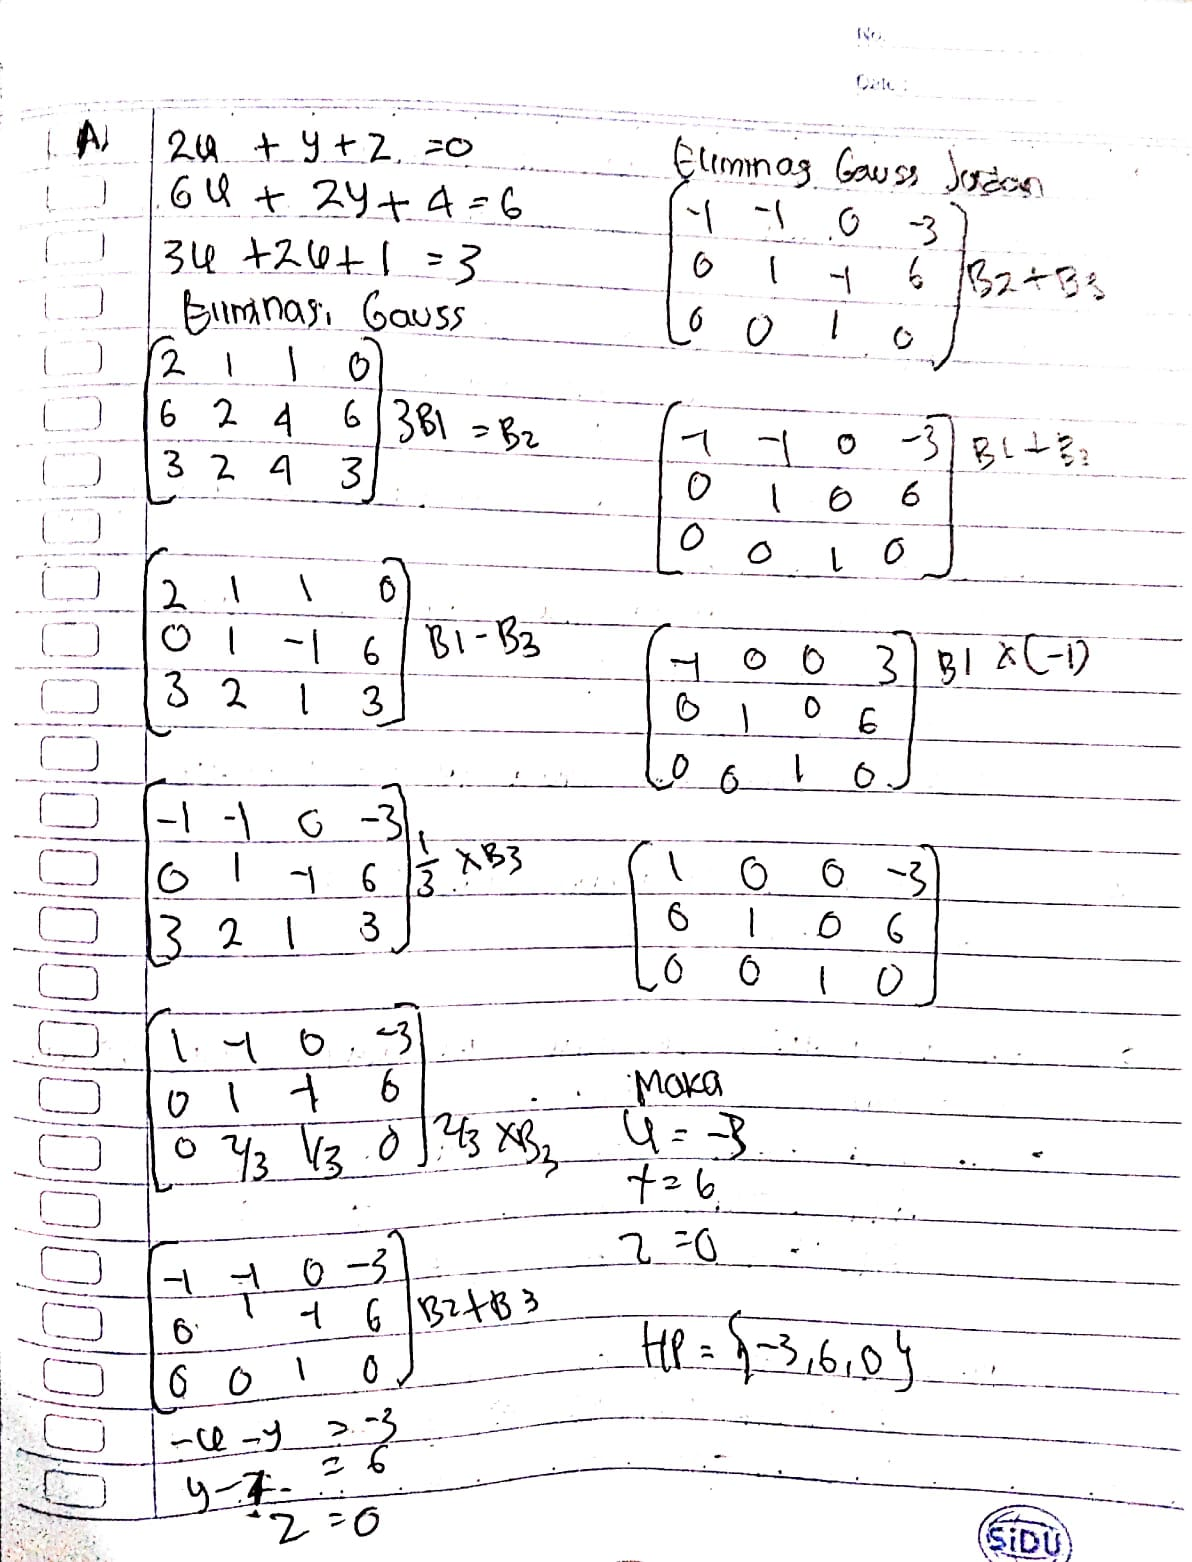 No.
Date :
A)
2x + y + z = 0
6x + 2y + 4 = 6
3x + 2x + 1 = 3
Eliminasi Gauss
2 1 1 0
6 2 4 6
3 2 4 3
3B1 = B2
2 1 1 0
0 1 -1 6
3 2 1 3
B1 - B3
-1 -1 0 -3
0 1 -1 6
3 2 1 3
1/3 x B3
1 -1 0 -3
0 1 -1 6
0 2/3 1/3 0
2/3 x B3
-1 -1 0 -3
0 1 -1 6
0 0 1 0
B2 + B3
-x - y = -3
y - z = 6
z = 0
Eliminas Gauss Jordan
-1 -1 0 -3
0 1 -1 6
0 0 1 0
B2 + B3
-1 -1 0 -3
0 1 0 6
0 0 1 0
B1 + B2
-1 0 0 3
0 1 0 6
0 0 1 0
B1 x (-1)
1 0 0 -3
0 1 0 6
0 0 1 0
Maka
x = -3
y = 6
z = 0
HP = {-3, 6, 0}
SiDU